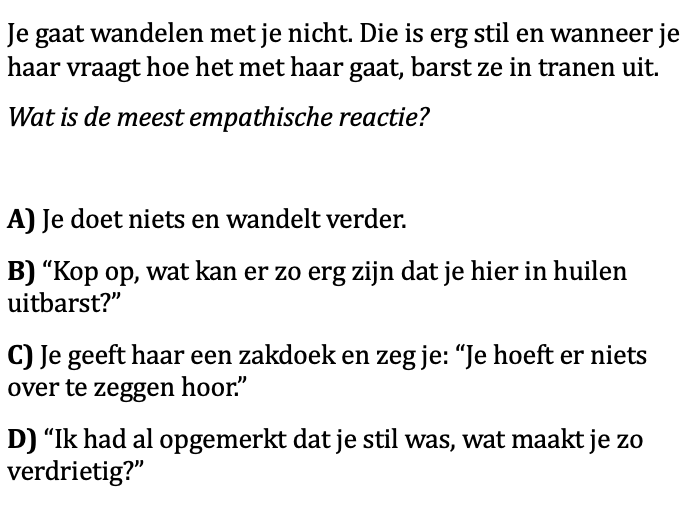 Je gaat wandelen met je nicht. Die is erg stil en wanneer je
haar vraagt hoe het met haar gaat, barst ze in tranen uit.
Wat is de meest empathische reactie?
A) Je doet niets en wandelt verder.
B) “Kop op, wat kan er zo erg zijn dat je hier in huilen
uitbarst?”
C) Je geeft haar een zakdoek en zeg je: “Je hoeft er niets
over te zeggen hoor.”
D) “Ik had al opgemerkt dat je stil was, wat maakt je zo
verdrietig?”